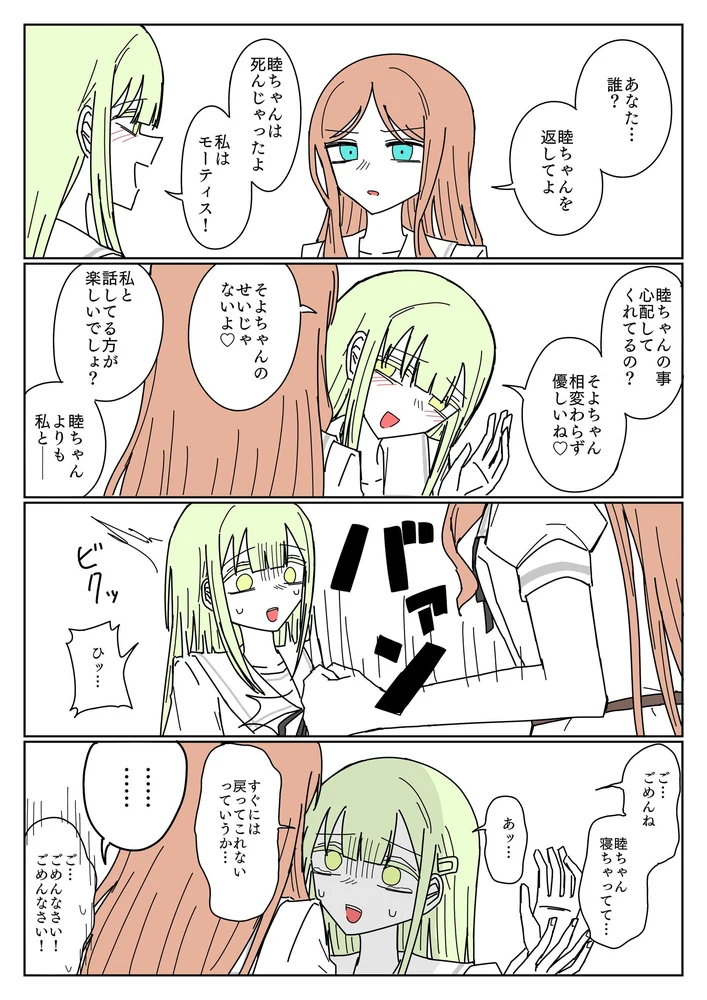 あなた…
誰？
睦ちゃんを
返してよ
睦ちゃんは
死んじゃったよ
私は
モーティス！
睦ちゃんの事
心配して
くれてるの？
そよちゃん
相変わらず
優しいね♡
そよちゃんの
せいじゃ
ないよ♡
私と
話してる方が
楽しいでしょ？
睦ちゃん
よりも
私と──
バァン
ビクッ
ヒッ…
ご…
ごめんね
睦ちゃん
寝ちゃってて…
あッ…
すぐには
戻ってこれない
っていうか…
……
……
ご…
ごめんなさい！
ごめんなさい！